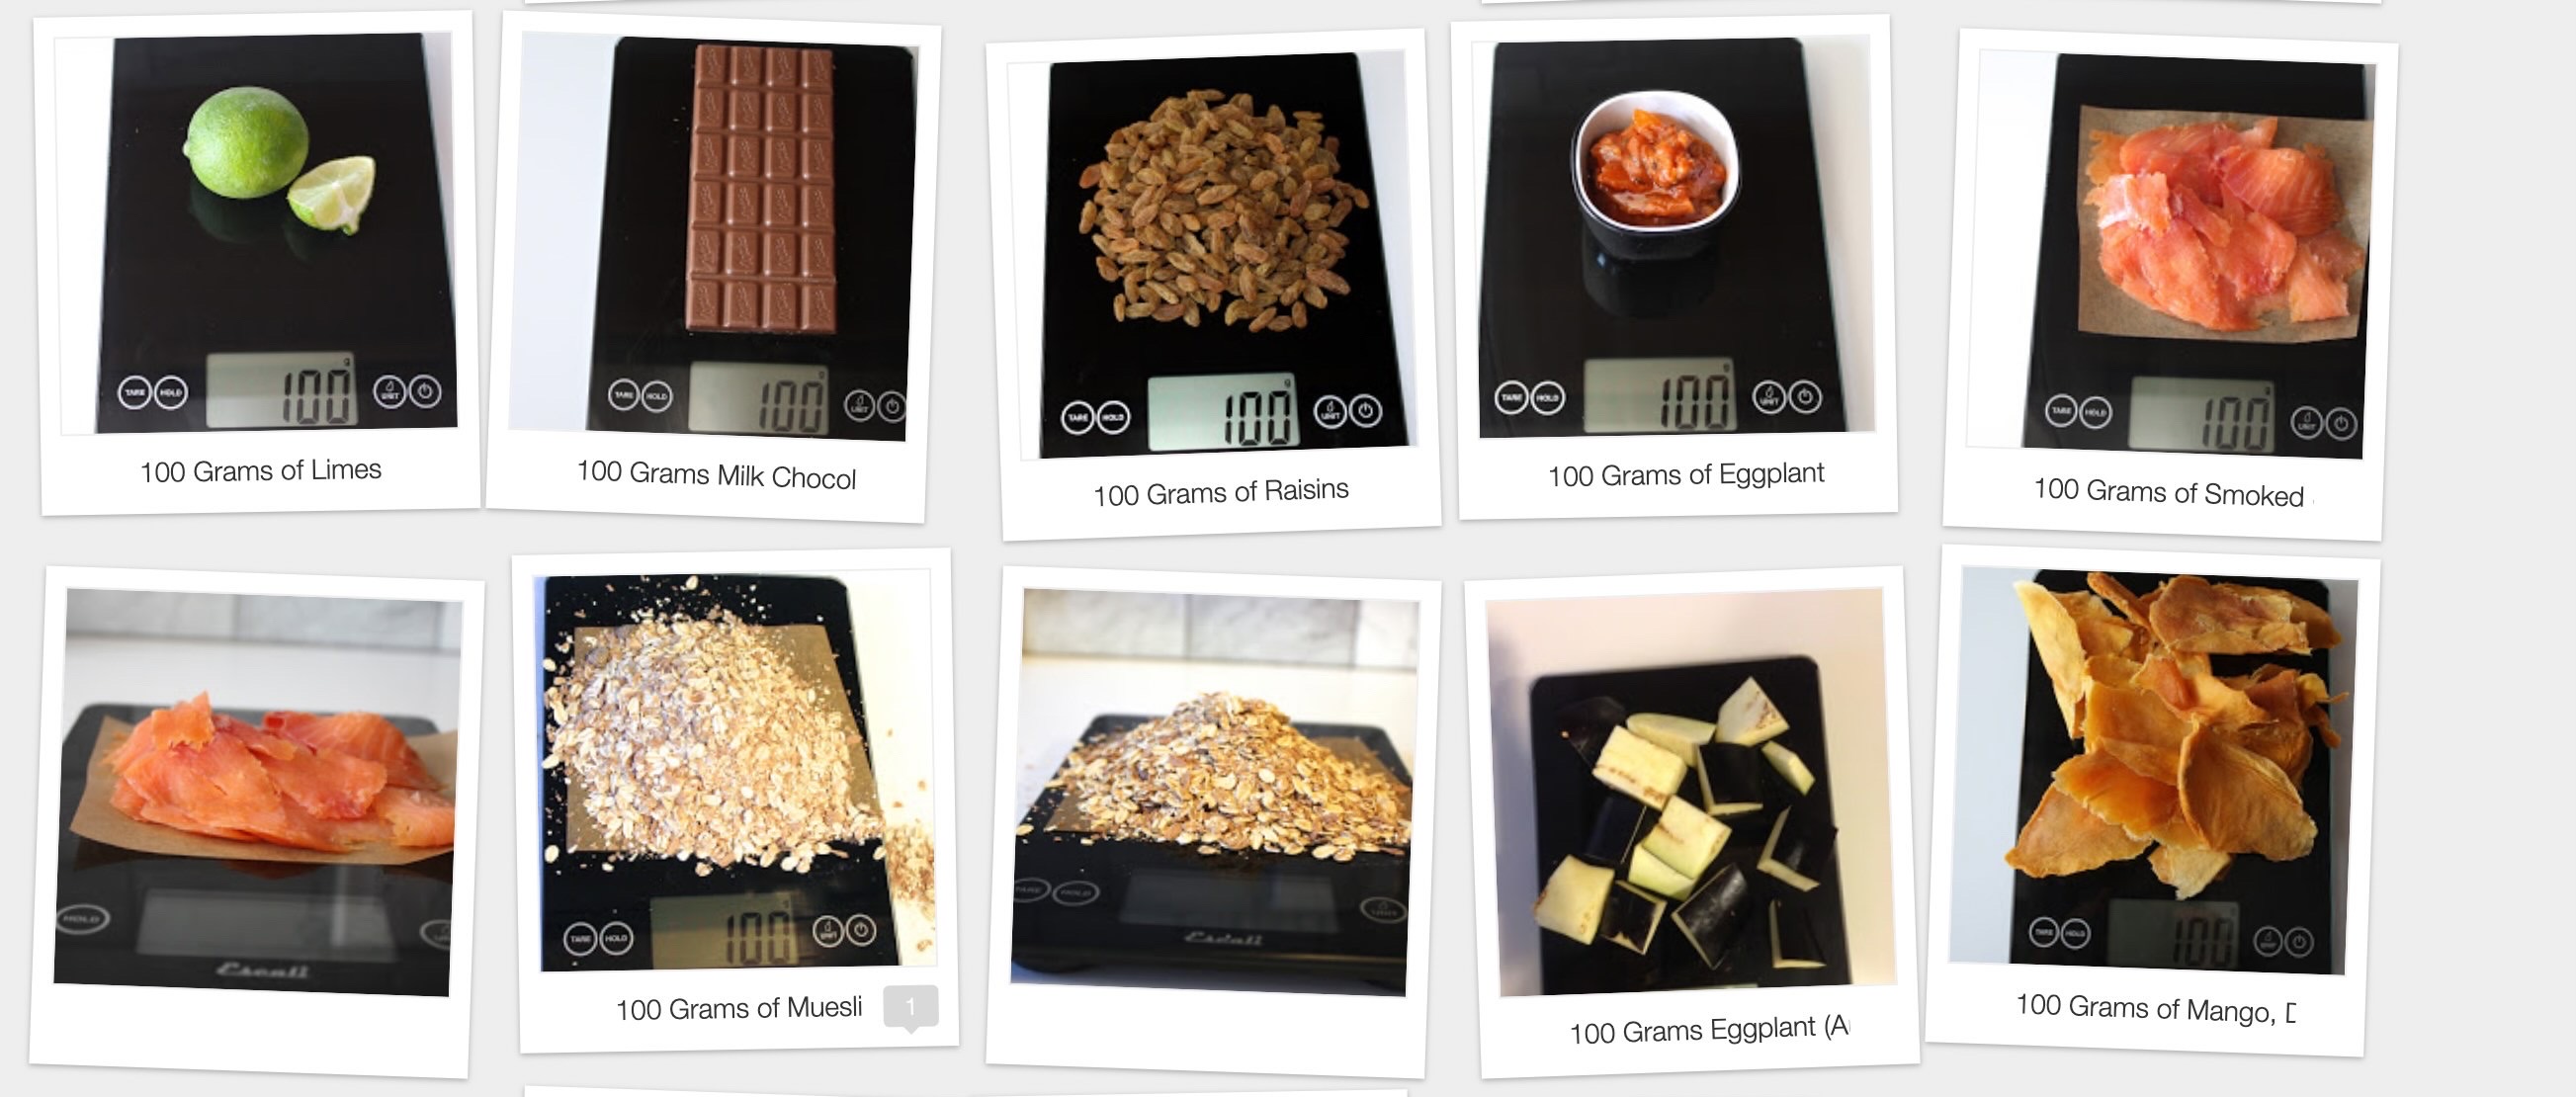 100
TARE HOLD UNIT
100 Grams of Limes
100
TARE HOLD UNIT
100 Grams Milk Chocol
100
TARE HOLD UNIT
100 Grams of Raisins
100
TARE HOLD UNIT
100 Grams of Eggplant
100
TARE HOLD UNIT
100 Grams of Smoked
HOLD
Escali
100
TARE HOLD UNIT
100 Grams of Muesli
1
TARE HOLD
Escali
100 Grams Eggplant (A
100
TARE HOLD UNIT
100 Grams of Mango,